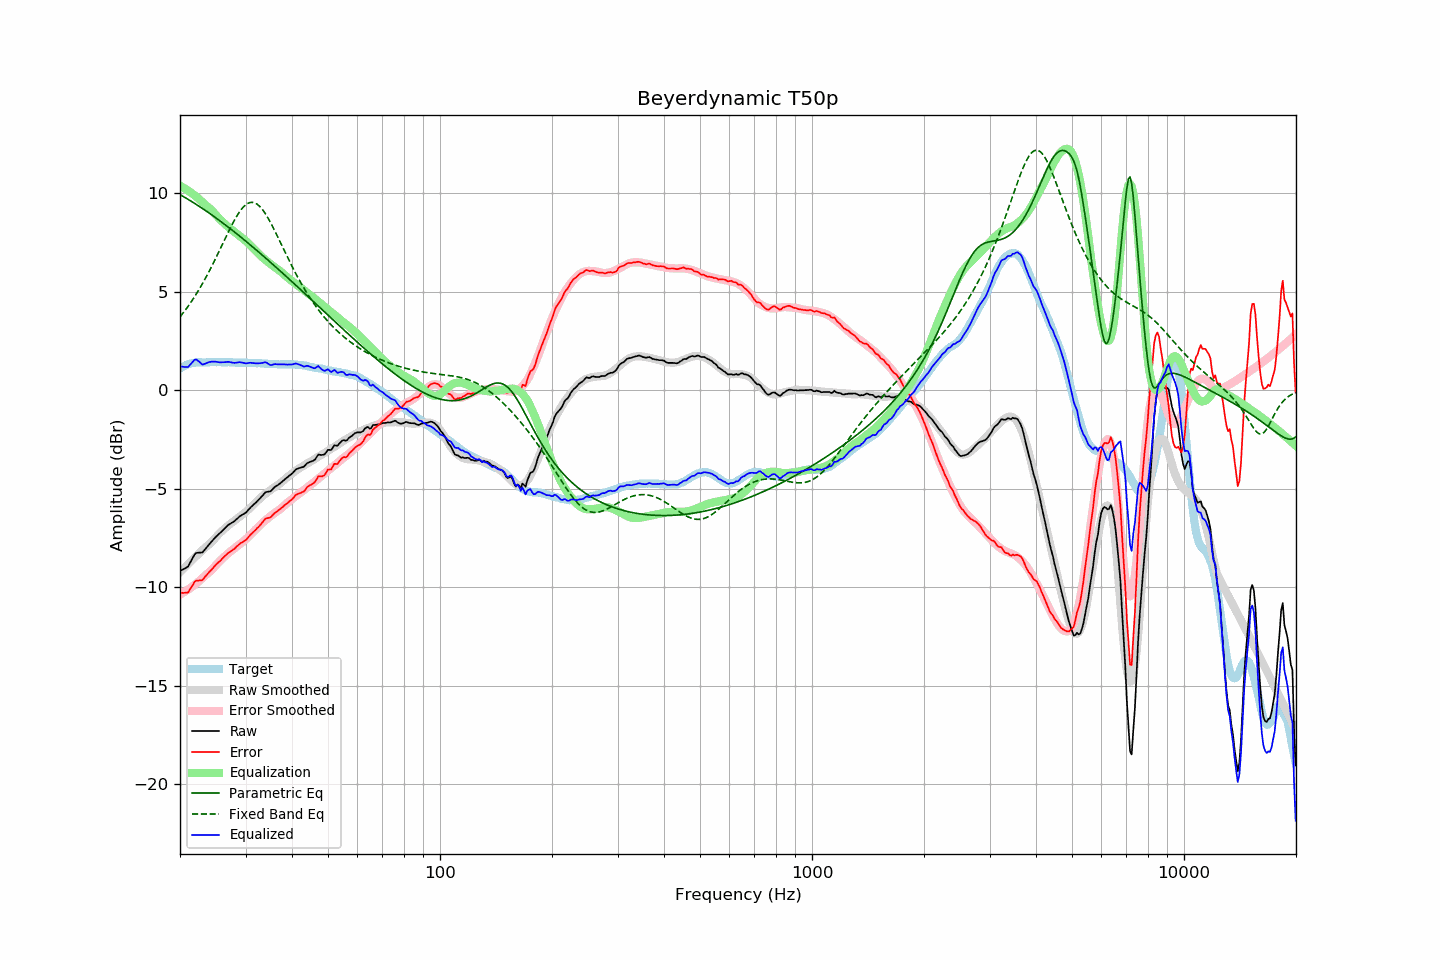 Beyerdynamic T50p
10
5
0
−5
−10
−15
−20
Amplitude (dBr)
Target
Raw Smoothed
Error Smoothed
Raw
Error
Equalization
Parametric Eq
Fixed Band Eq
Equalized
100
1000
10000
Frequency (Hz)